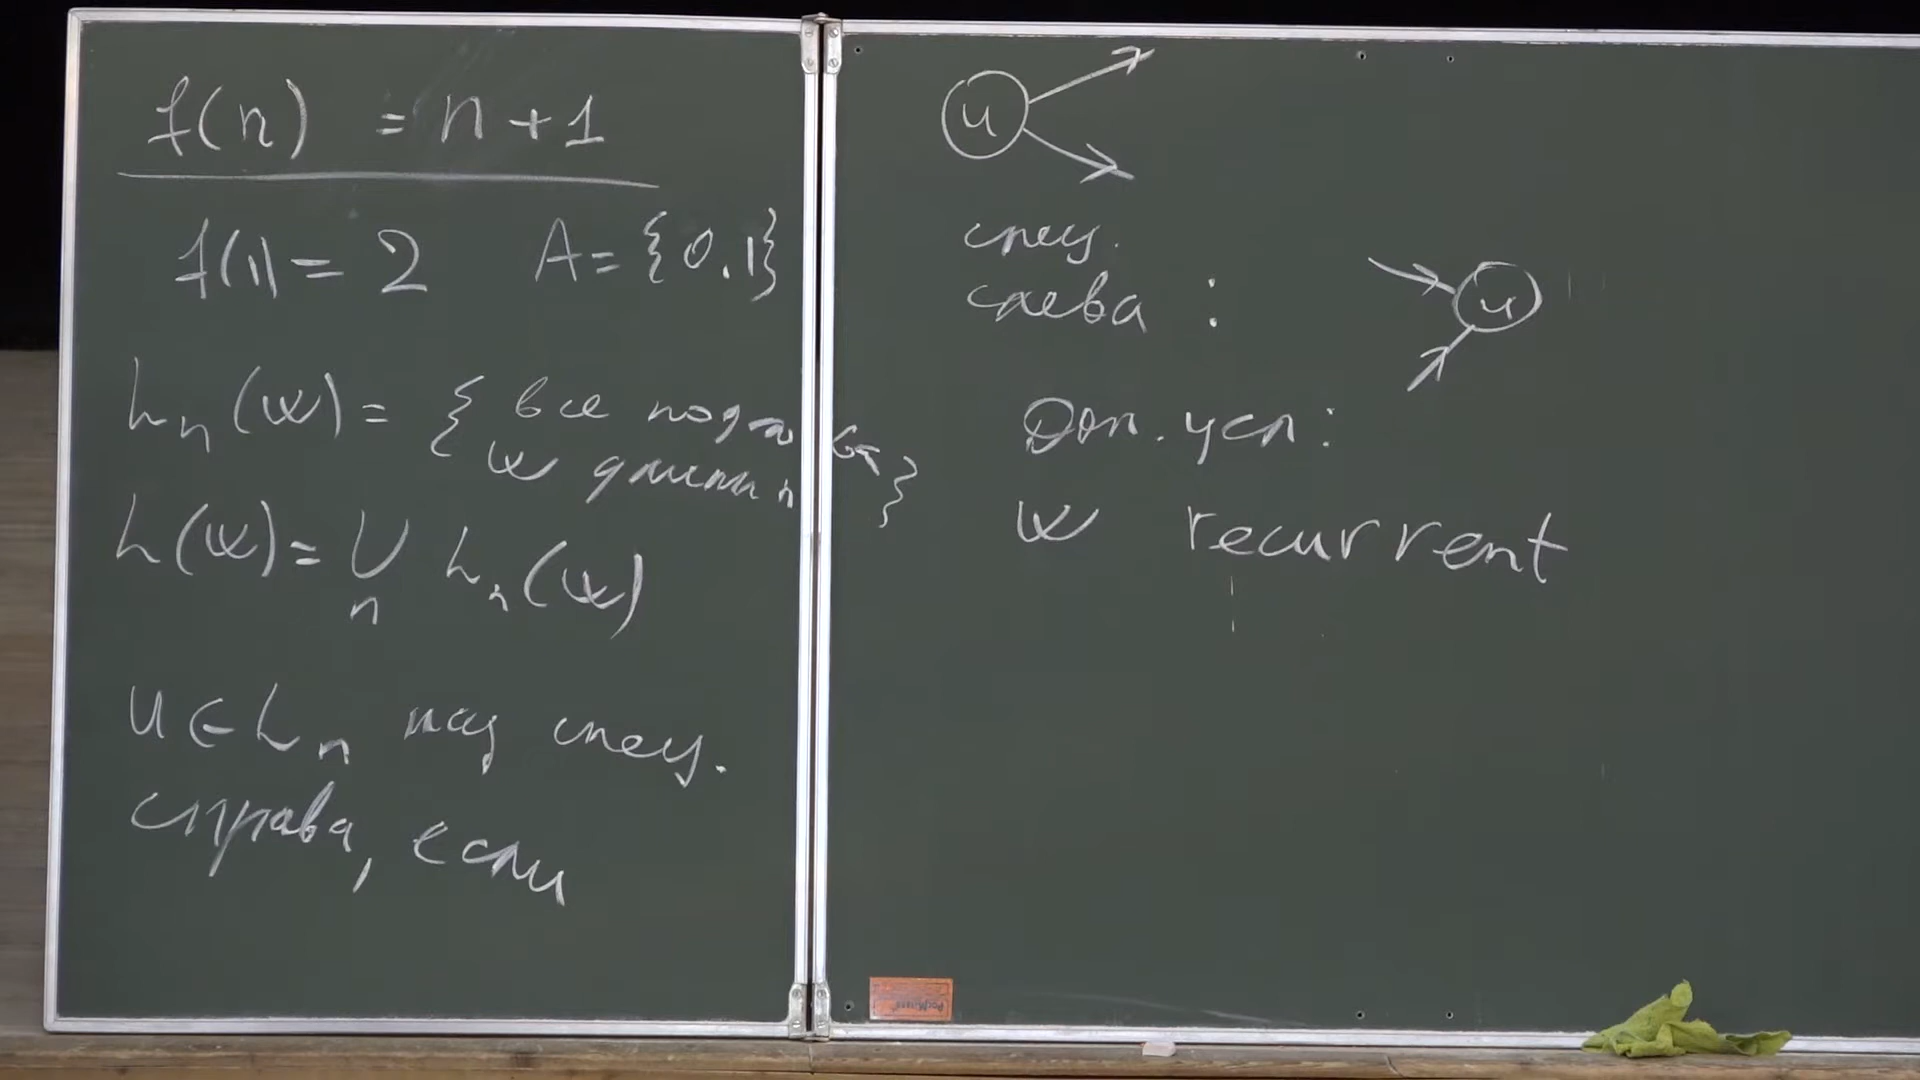 f(n) = n+1
f(1) = 2 A = {0,1}
L_n(w) = { все подслова
w длины n }
L(w) = ∪ L_n(w)
n
u ∈ L_n наз спец.
справа, если
u
спец.
слева :
u
Доп. усл :
w recurrent